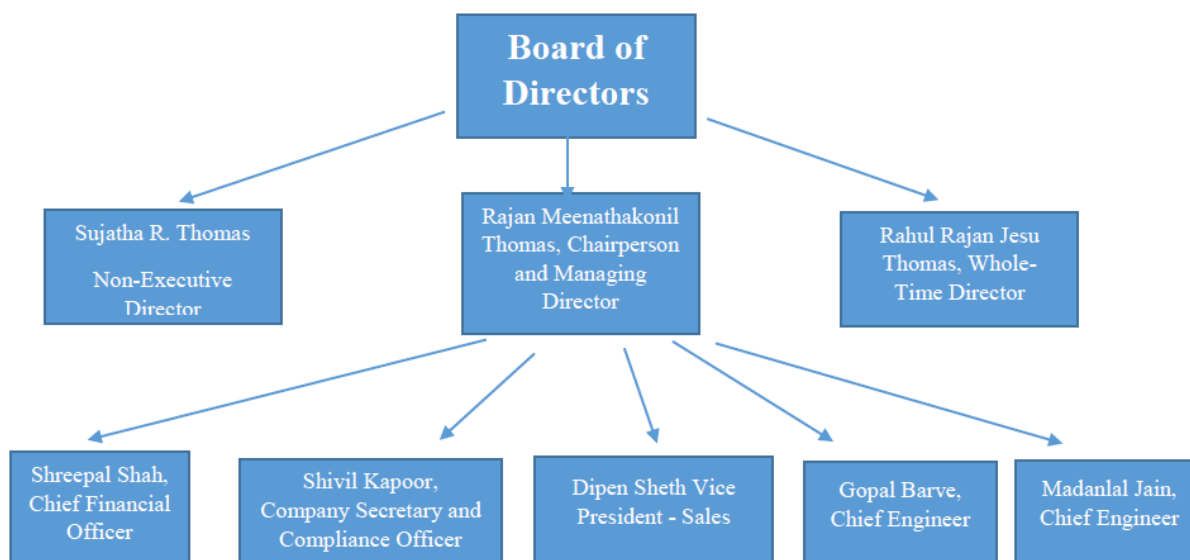 Board of
Directors
Sujatha R. Thomas
Non-Executive
Director
Rajan Meenathakonil
Thomas, Chairperson
and Managing
Director
Rahul Rajan Jesu
Thomas, Whole-
Time Director
Shreepal Shah,
Chief Financial
Officer
Shivil Kapoor,
Company Secretary and
Compliance Officer
Dipen Sheth Vice
President - Sales
Gopal Barve,
Chief Engineer
Madanlal Jain,
Chief Engineer